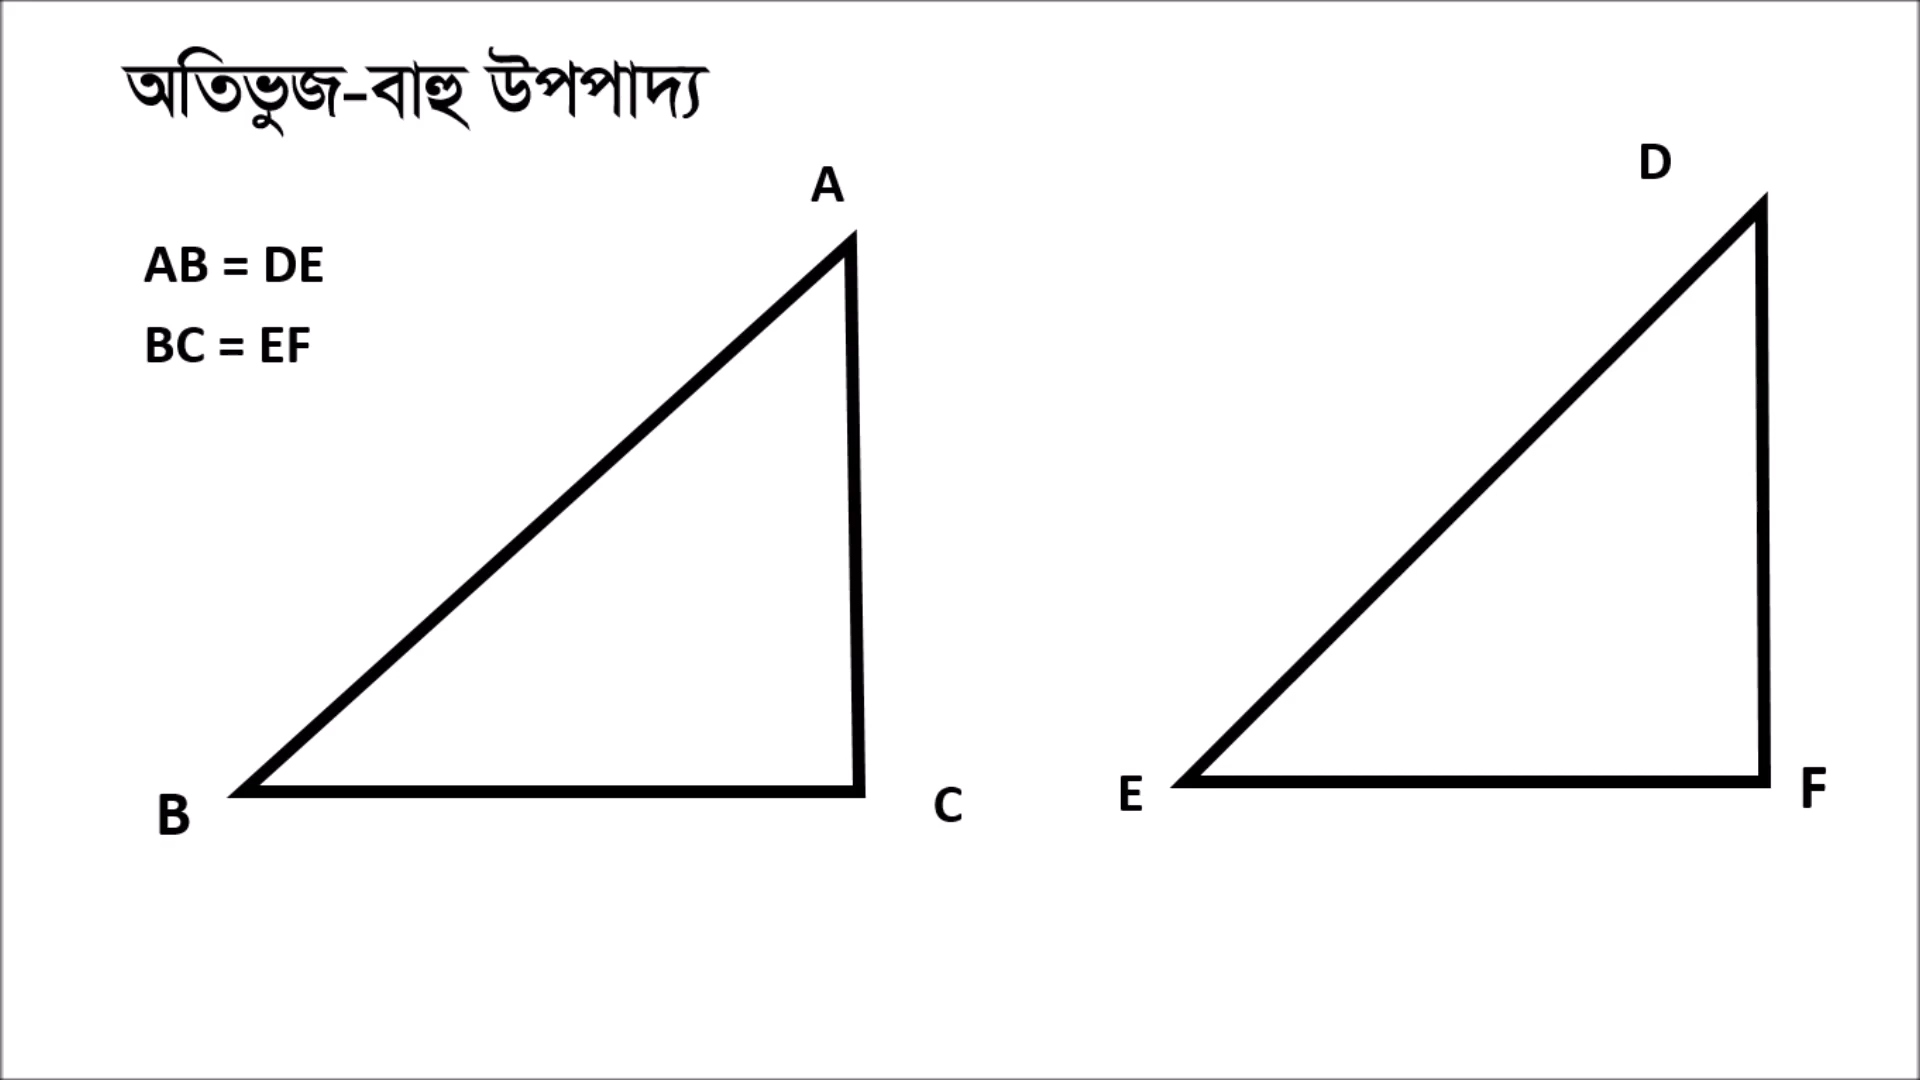 অতিভুজ-বাহু উপপাদ্য
A
D
AB = DE
BC = EF
B
C
E
F